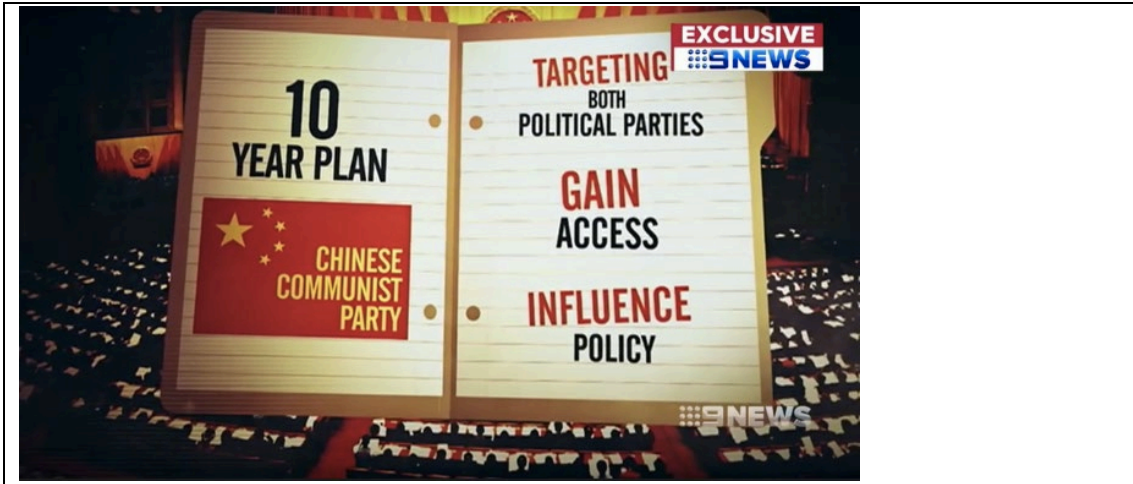 10
YEAR PLAN
CHINESE
COMMUNIST
PARTY
EXCLUSIVE
9NEWS
TARGETING
BOTH
POLITICAL PARTIES
GAIN
ACCESS
INFLUENCE
POLICY
9NEWS